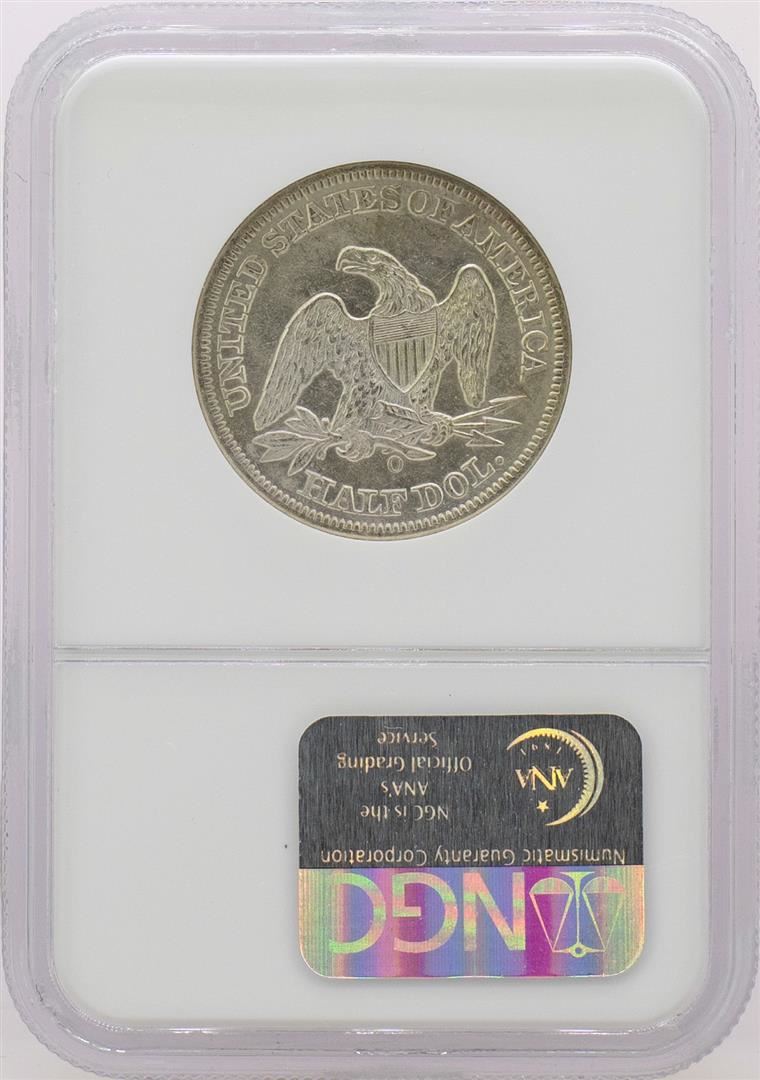 UNITED STATES OF AMERICA
O
HALF DOL.
NGC
Numismatic Guaranty Corporation
NGC is the
ANA's
Official Grading
Service
ANA